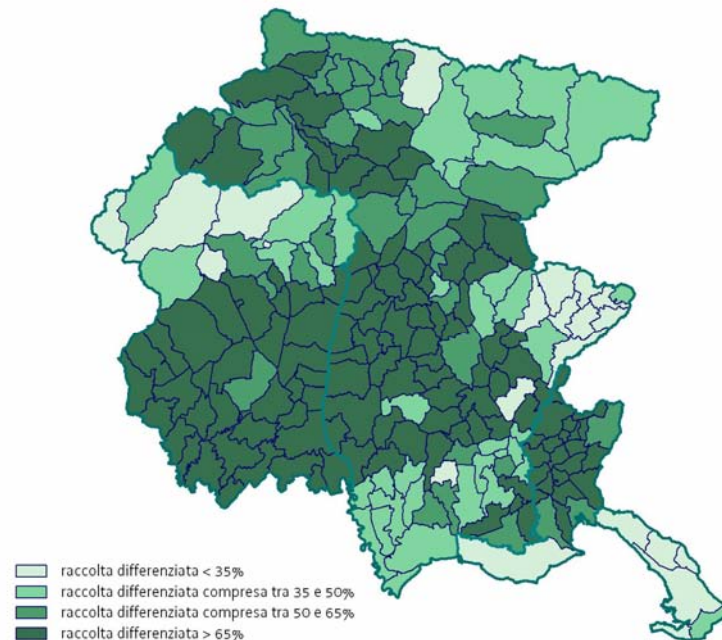 raccolta differenziata < 35%
raccolta differenziata compresa tra 35 e 50%
raccolta differenziata compresa tra 50 e 65%
raccolta differenziata > 65%